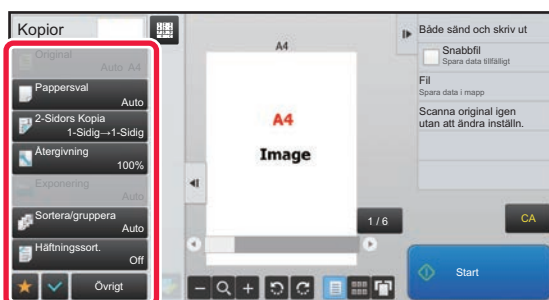 Kopior
Original
Auto A4
Pappersval
Auto
2-Sidors Kopia
1-Sidig→1-Sidig
Återgivning
100%
Exponering
Auto
Sortera/gruppera
Auto
Häftningssort.
Off
Övrigt
A4
A4
Image
1 / 6
Både sänd och skriv ut
Snabbfil
Spara data tillfälligt
Fil
Spara data i mapp
Scanna original igen
utan att ändra inställn.
CA
Start